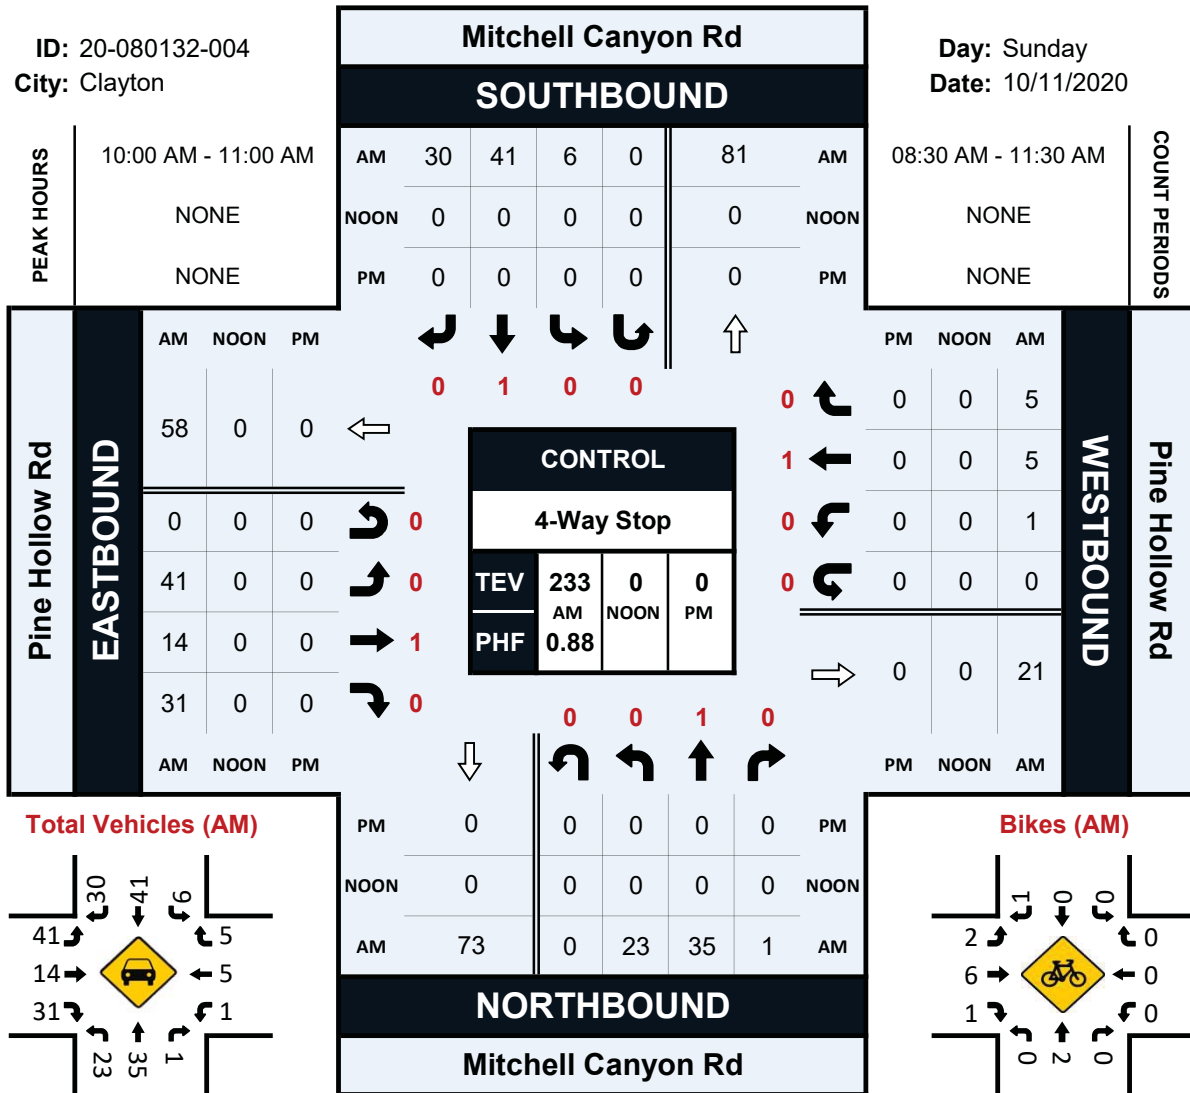 ID: 20-080132-004
City: Clayton
Mitchell Canyon Rd
SOUTHBOUND
Day: Sunday
Date: 10/11/2020
PEAK HOURS
10:00 AM - 11:00 AM
NONE
NONE
AM 30 41 6 0 81 AM
NOON 0 0 0 0 0 NOON
PM 0 0 0 0 0 PM
08:30 AM - 11:30 AM
NONE
NONE
COUNT PERIODS
0 1 0 0
Pine Hollow Rd
EASTBOUND
AM NOON PM
58 0 0
0 0 0 0
41 0 0 0
14 0 0 1
31 0 0 0
AM NOON PM
CONTROL
4-Way Stop
TEV 233 0 0
AM NOON PM
PHF 0.88
PM NOON AM
0 0 0 5
1 0 0 5
0 0 0 1
0 0 0 0
0 0 21
PM NOON AM
WESTBOUND
Pine Hollow Rd
0 0 1 0
PM 0 0 0 0 0 PM
NOON 0 0 0 0 0 NOON
AM 73 0 23 35 1 AM
NORTHBOUND
Mitchell Canyon Rd
Total Vehicles (AM)
30 41 6
41 5
14 5
31 1
23 35 1
Bikes (AM)
1 0 0
2 0
6 0
1 0
0 2 0